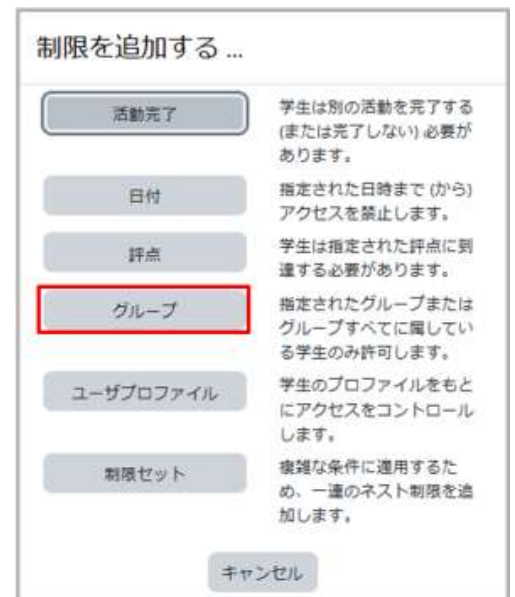 制限を追加する ...
活動完了
学生は別の活動を完了する
(または完了しない) 必要が
あります。
日付
指定された日時まで (から)
アクセスを禁止します。
評点
学生は指定された評点に到
達する必要があります。
グループ
指定されたグループまたは
グループすべてに属してい
る学生のみ許可します。
ユーザプロファイル
学生のプロファイルをもと
にアクセスをコントロール
します。
制限セット
複雑な条件に適用するた
め、一連のネスト制限を追
加します。
キャンセル